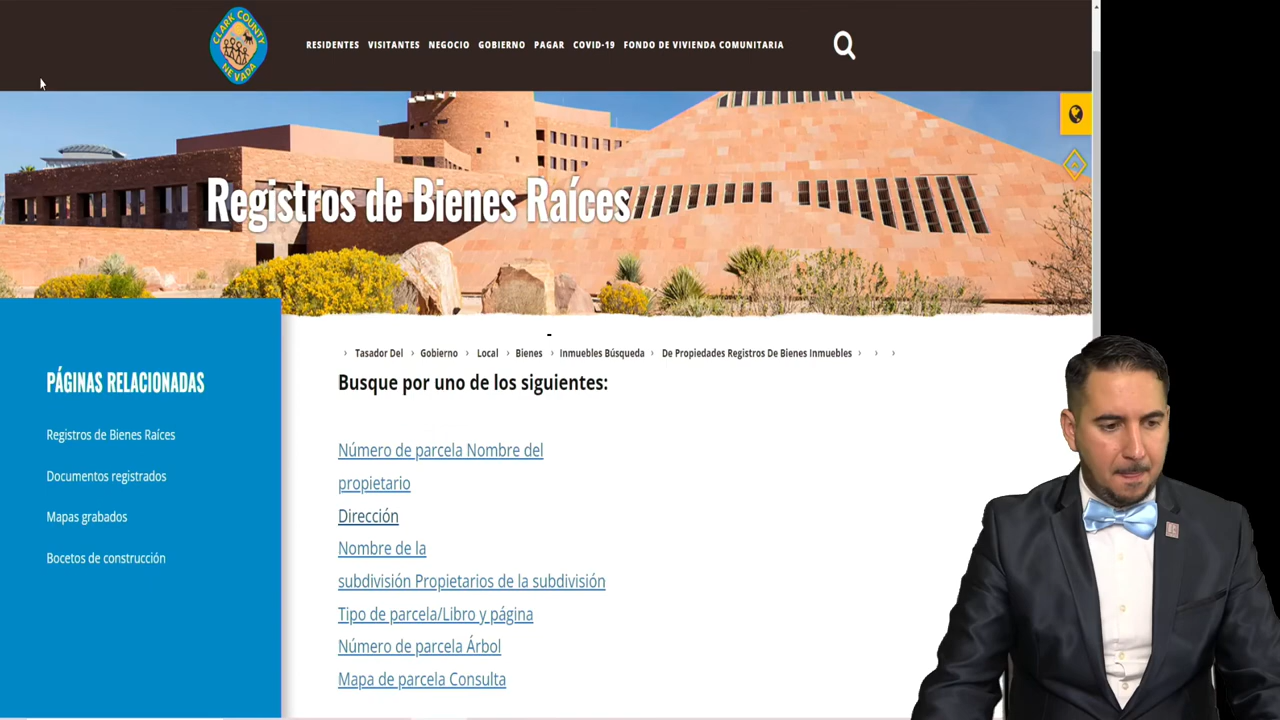 CLARK COUNTY
NEVADA
RESIDENTES VISITANTES NEGOCIO GOBIERNO PAGAR COVID-19 FONDO DE VIVIENDA COMUNITARIA
Registros de Bienes Raíces
PÁGINAS RELACIONADAS
Registros de Bienes Raíces
Documentos registrados
Mapas grabados
Bocetos de construcción
› Tasador Del › Gobierno › Local › Bienes › Inmuebles Búsqueda › De Propiedades Registros De Bienes Inmuebles › › ›
Busque por uno de los siguientes:
Número de parcela Nombre del
propietario
Dirección
Nombre de la
subdivisión Propietarios de la subdivisión
Tipo de parcela/Libro y página
Número de parcela Árbol
Mapa de parcela Consulta